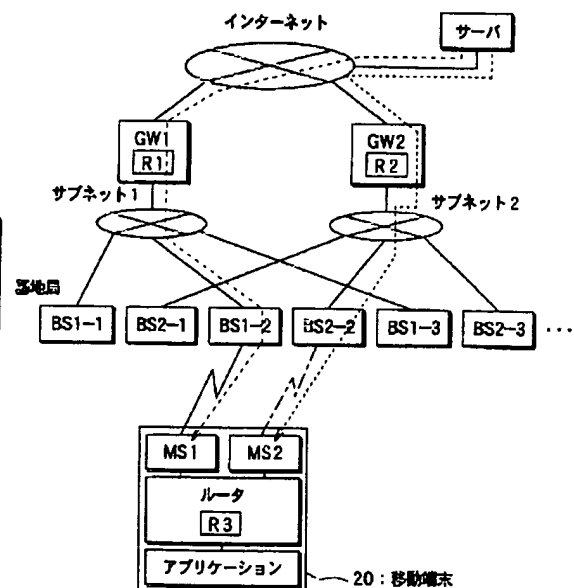 インターネット
サーバ
GW1
R1
GW2
R2
サブネット1
サブネット2
基地局
BS1-1
BS2-1
BS1-2
BS2-2
BS1-3
BS2-3
...
MS1
MS2
ルータ
R3
アプリケーション
20:移動端末